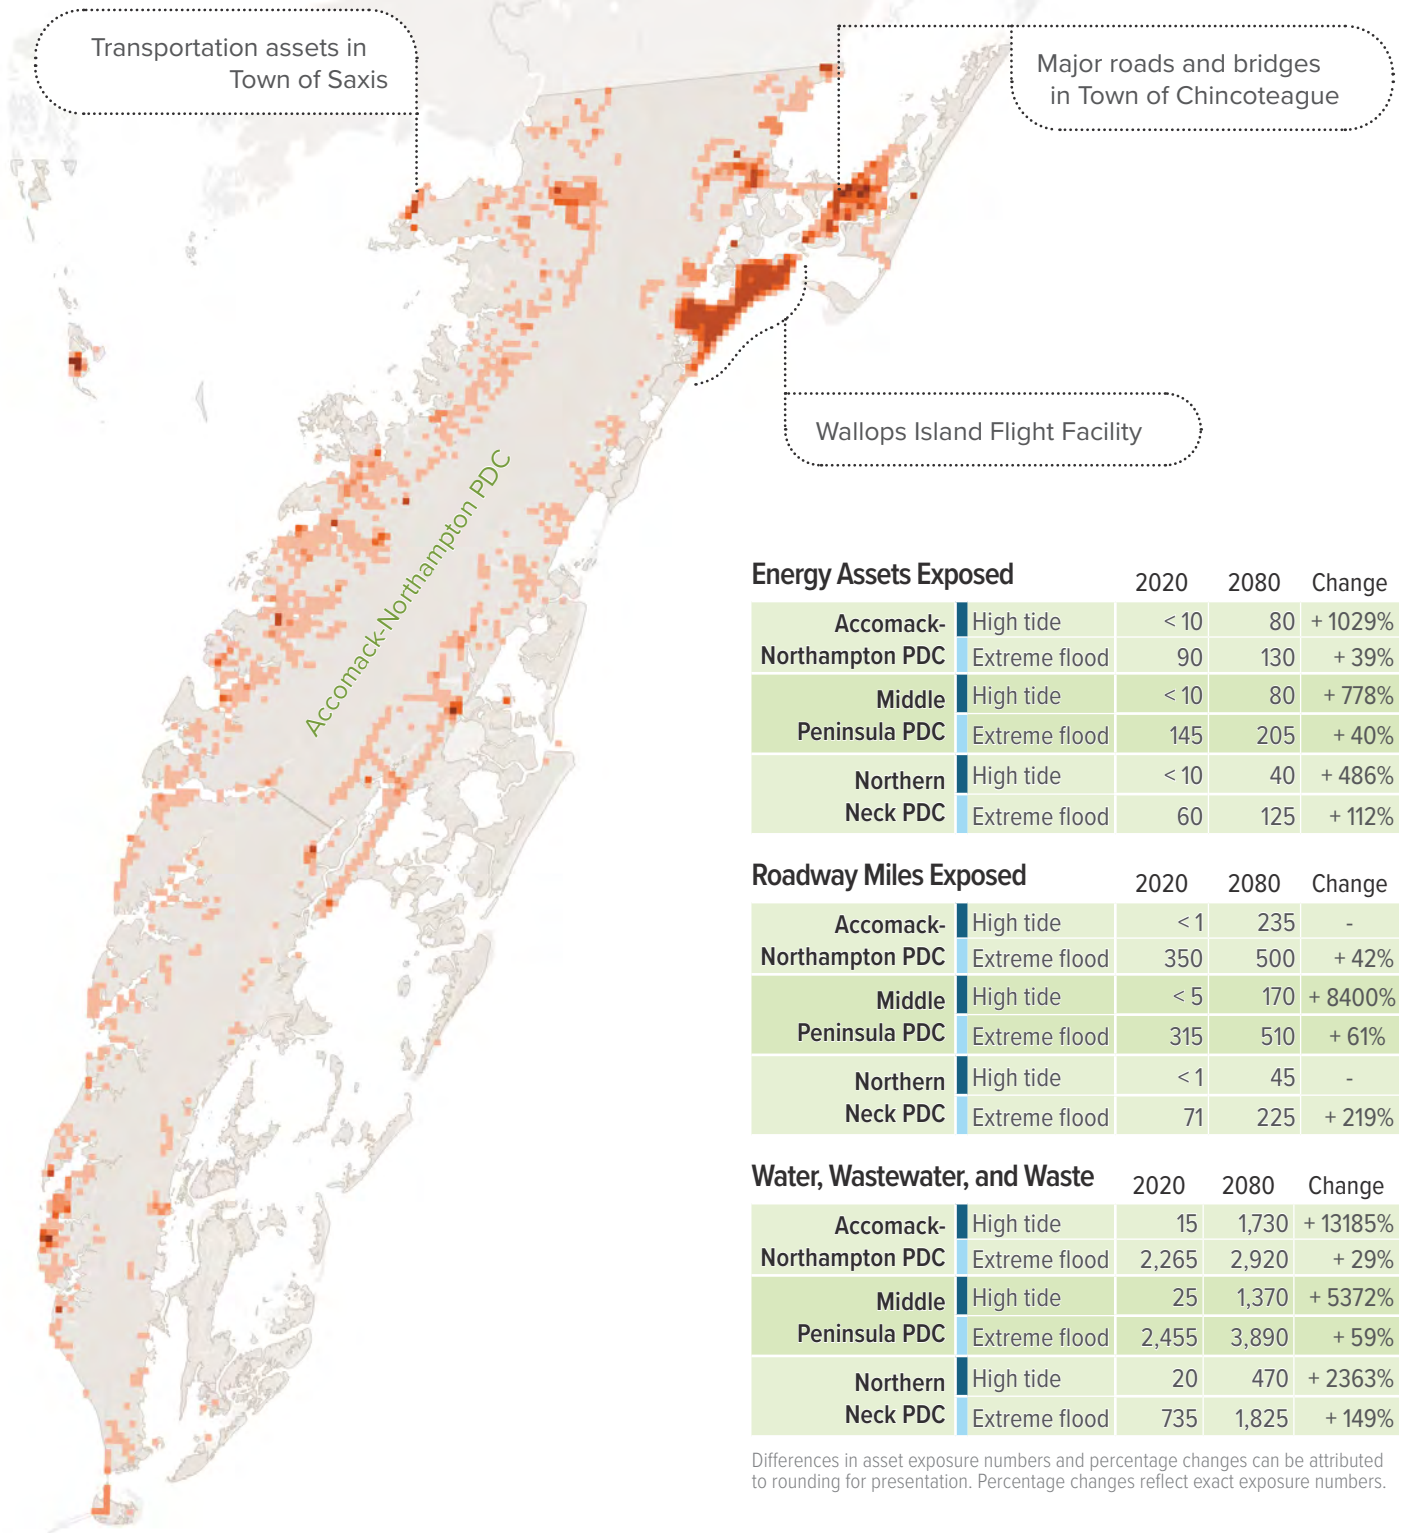 Transportation assets in
Town of Saxis
Major roads and bridges
in Town of Chincoteague
Wallops Island Flight Facility
Accomack-Northampton PDC
Energy Assets Exposed 2020 2080 Change
Accomack-Northampton PDC High tide < 10 80 + 1029%
Extreme flood 90 130 + 39%
Middle Peninsula PDC High tide < 10 80 + 778%
Extreme flood 145 205 + 40%
Northern Neck PDC High tide < 10 40 + 486%
Extreme flood 60 125 + 112%
Roadway Miles Exposed 2020 2080 Change
Accomack-Northampton PDC High tide < 1 235 -
Extreme flood 350 500 + 42%
Middle Peninsula PDC High tide < 5 170 + 8400%
Extreme flood 315 510 + 61%
Northern Neck PDC High tide < 1 45 -
Extreme flood 71 225 + 219%
Water, Wastewater, and Waste 2020 2080 Change
Accomack-Northampton PDC High tide 15 1,730 + 13185%
Extreme flood 2,265 2,920 + 29%
Middle Peninsula PDC High tide 25 1,370 + 5372%
Extreme flood 2,455 3,890 + 59%
Northern Neck PDC High tide 20 470 + 2363%
Extreme flood 735 1,825 + 149%
Differences in asset exposure numbers and percentage changes can be attributed
to rounding for presentation. Percentage changes reflect exact exposure numbers.